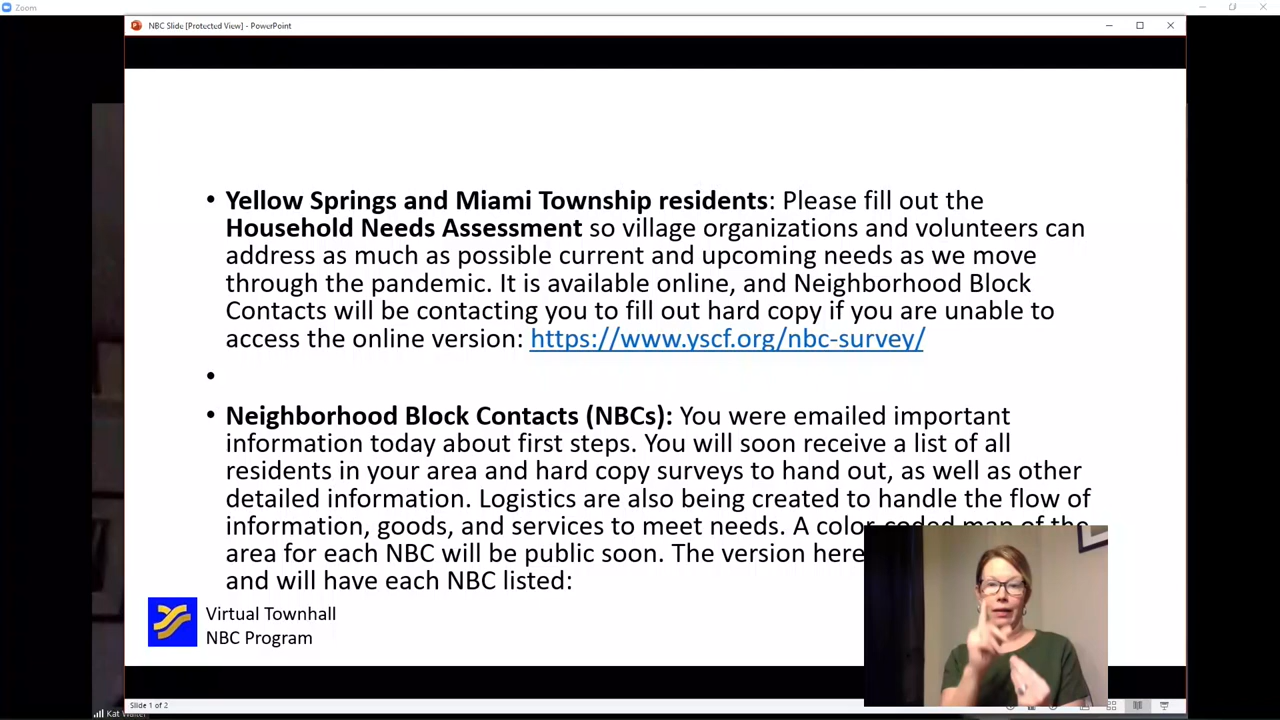 Zoom
NBC Slide [Protected View] - PowerPoint
• Yellow Springs and Miami Township residents: Please fill out the
Household Needs Assessment so village organizations and volunteers can
address as much as possible current and upcoming needs as we move
through the pandemic. It is available online, and Neighborhood Block
Contacts will be contacting you to fill out hard copy if you are unable to
access the online version: https://www.yscf.org/nbc-survey/
•
• Neighborhood Block Contacts (NBCs): You were emailed important
information today about first steps. You will soon receive a list of all
residents in your area and hard copy surveys to hand out, as well as other
detailed information. Logistics are also being created to handle the flow of
information, goods, and services to meet needs. A color-coded map of the
area for each NBC will be public soon. The version here
and will have each NBC listed:
Virtual Townhall
NBC Program
Slide 1 of 2
Kat Walter